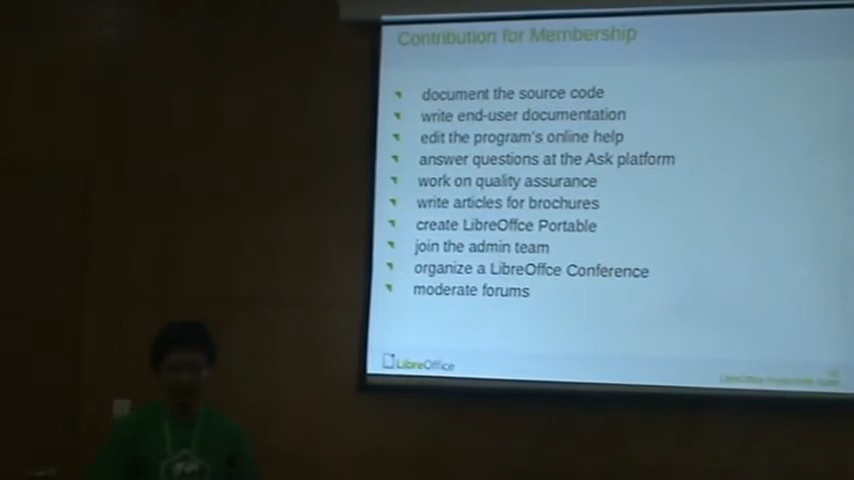 Contribution for Membership
document the source code
write end-user documentation
edit the program's online help
answer questions at the Ask platform
work on quality assurance
write articles for brochures
create LibreOffce Portable
join the admin team
organize a LibreOffce Conference
moderate forums
LibreOffice